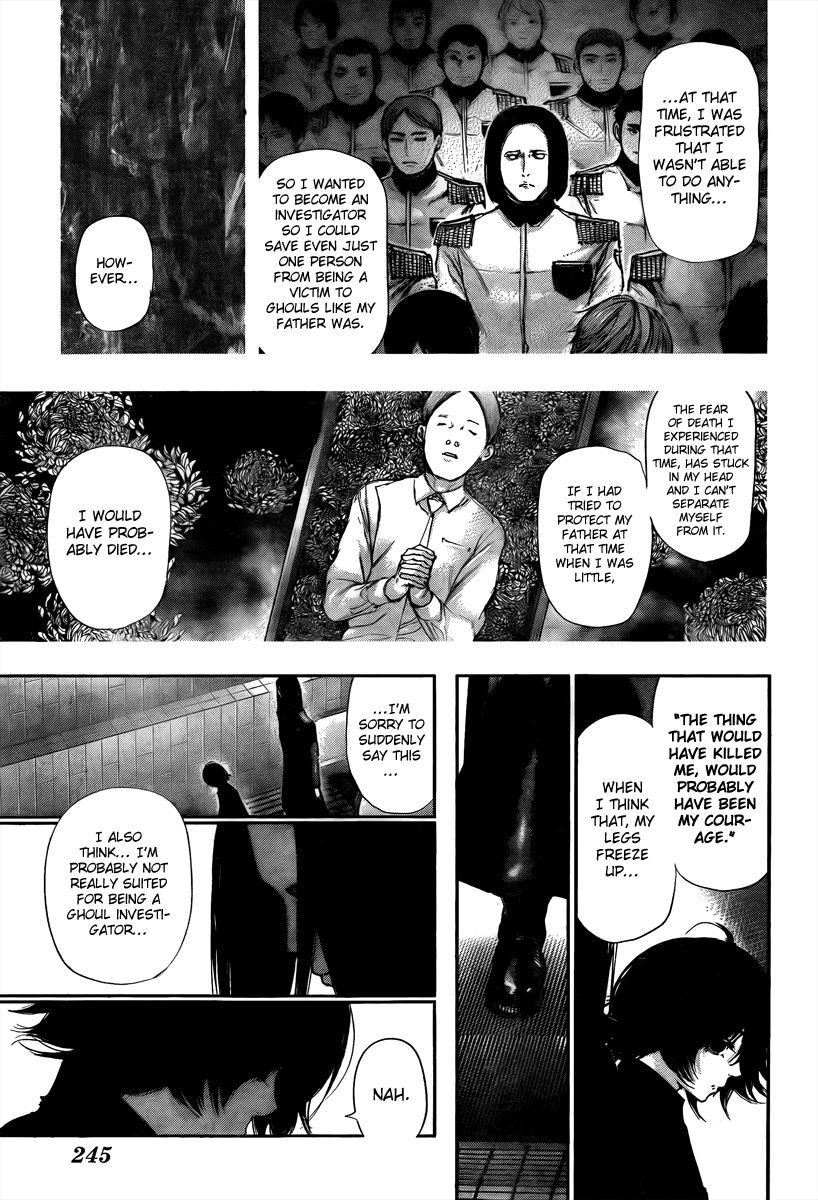 ...AT THAT
TIME, I WAS
FRUSTRATED
THAT I
WASN'T ABLE
TO DO ANY-
THING...
SO I WANTED
TO BECOME AN
INVESTIGATOR
SO I COULD
SAVE EVEN JUST
ONE PERSON
FROM BEING A
VICTIM TO
GHOULS LIKE MY
FATHER WAS.
HOW-
EVER...
THE FEAR
OF DEATH I
EXPERIENCED
DURING THAT
TIME, HAS STUCK
IN MY HEAD
AND I CAN'T
SEPARATE
MYSELF
FROM IT.
IF I HAD
TRIED TO
PROTECT MY
FATHER AT
THAT TIME
WHEN I WAS
LITTLE,
I WOULD
HAVE PROB-
ABLY DIED...
"THE THING
THAT WOULD
HAVE KILLED
ME, WOULD
PROBABLY
HAVE BEEN
MY COUR-
AGE."
WHEN
I THINK
THAT, MY
LEGS
FREEZE
UP...
...I'M
SORRY TO
SUDDENLY
SAY THIS
...
I ALSO
THINK... I'M
PROBABLY NOT
REALLY SUITED
FOR BEING A
GHOUL INVESTI-
GATOR...
NAH.
245